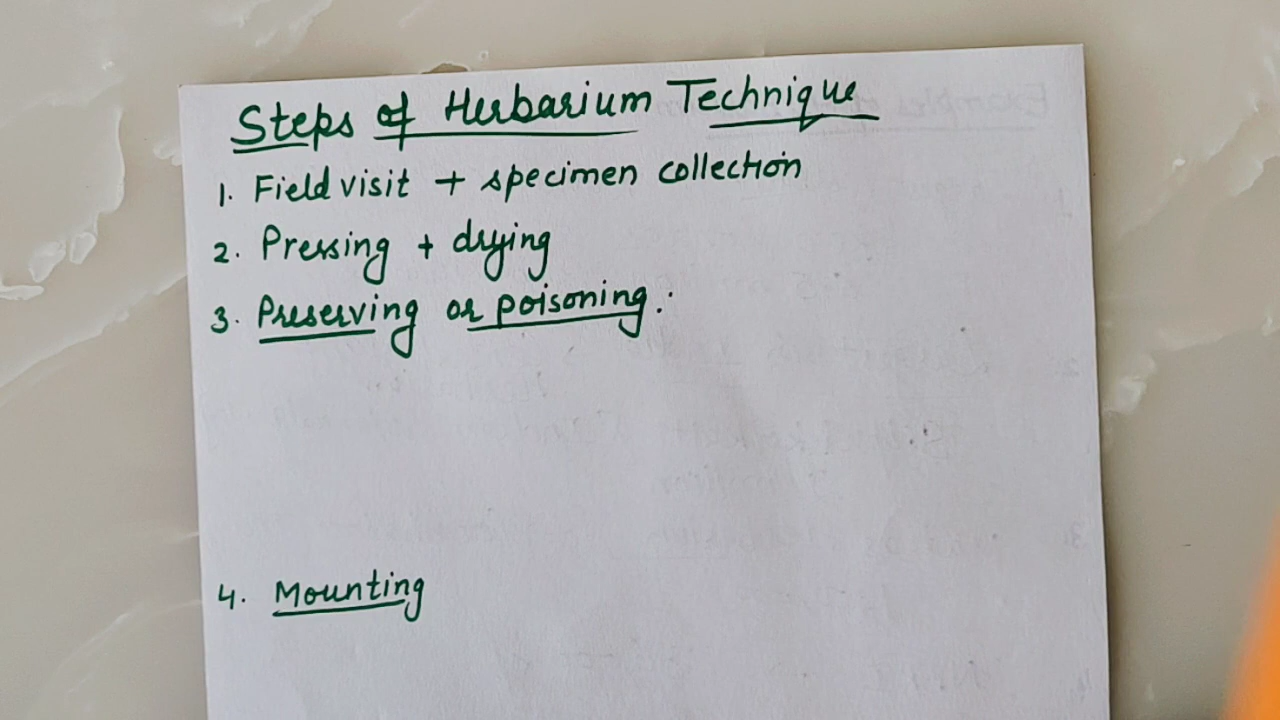 Steps of Herbarium Technique
1. Field visit + specimen collection
2. Pressing + drying
3. Preserving or poisoning :
4. Mounting